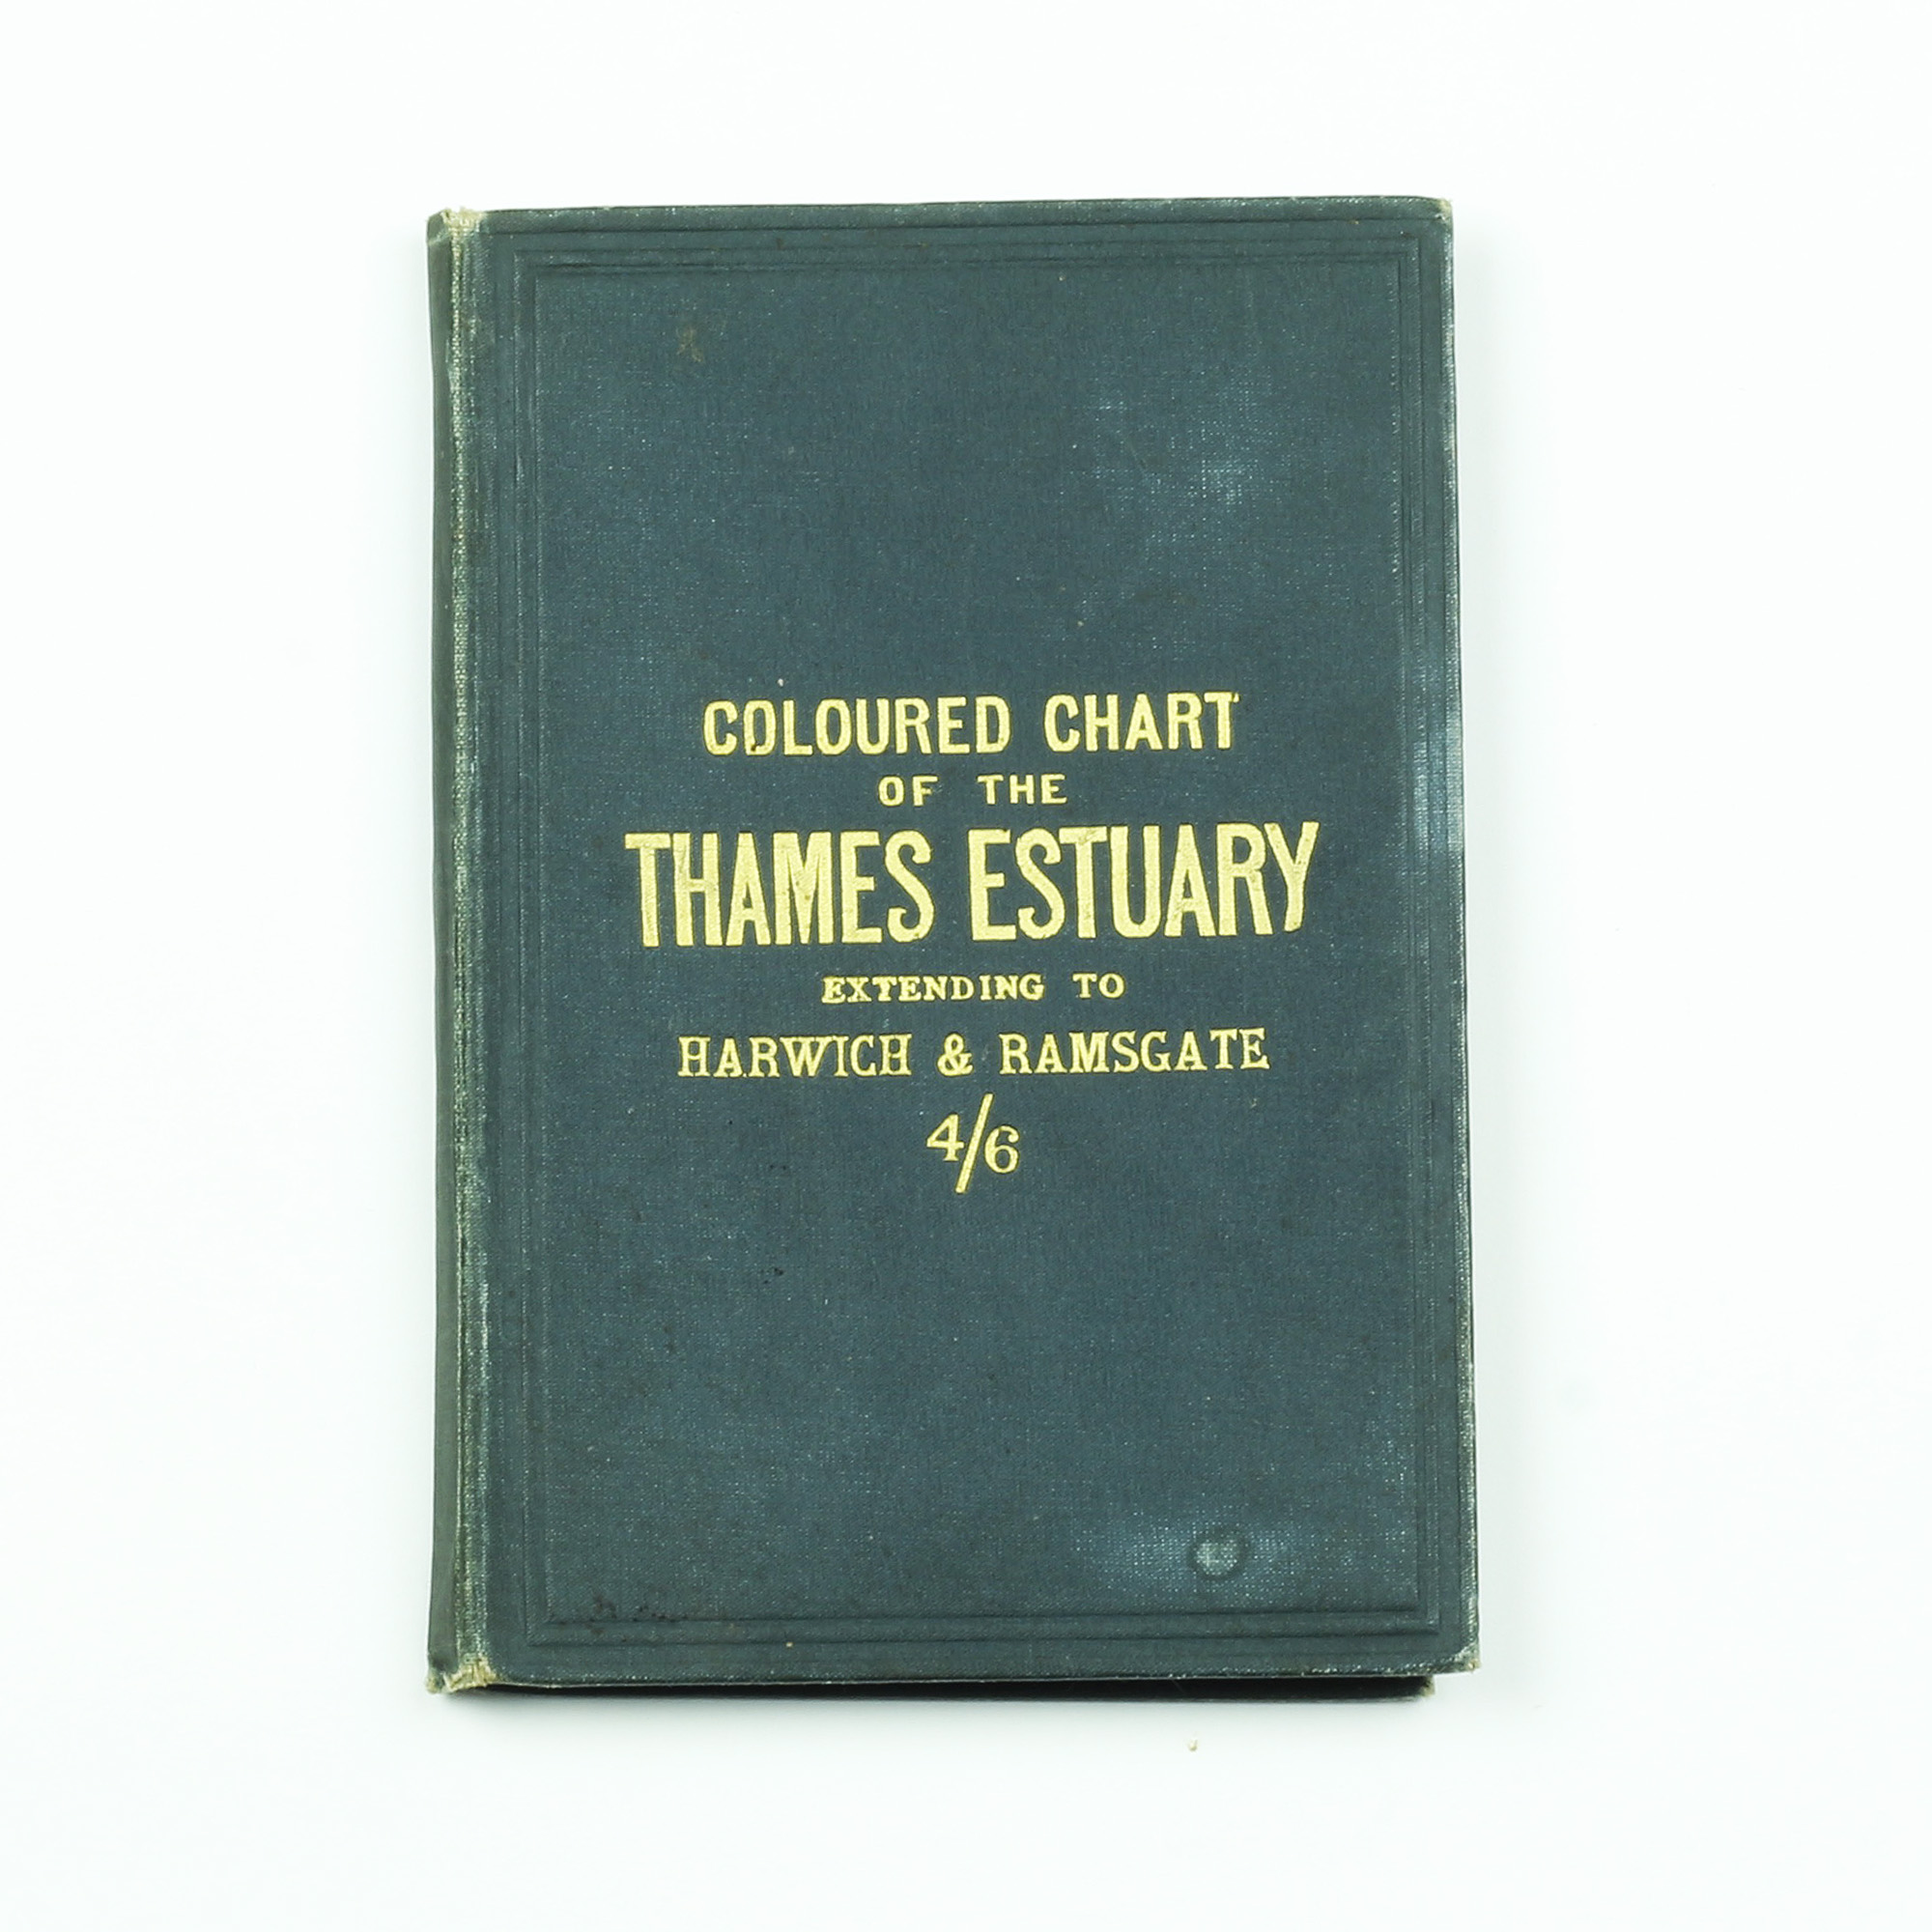 COLOURED CHART
OF THE
THAMES ESTUARY
EXTENDING TO
HARWICH & RAMSGATE
4/6